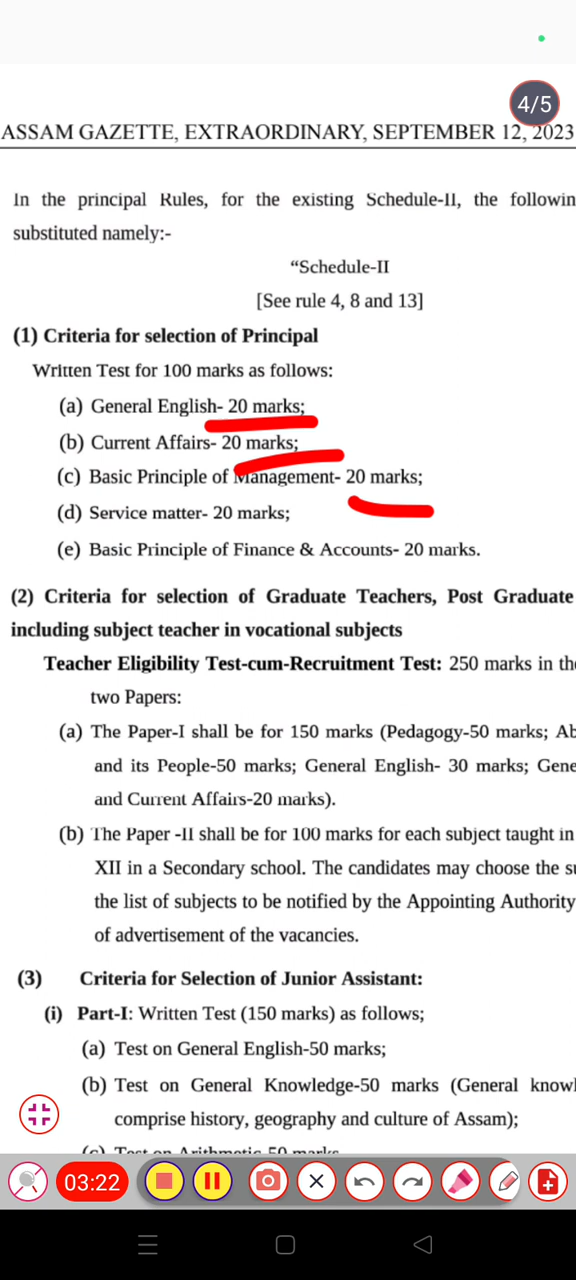 4/5
ASSAM GAZETTE, EXTRAORDINARY, SEPTEMBER 12, 2023
In the principal Rules, for the existing Schedule-II, the followin
substituted namely:-
“Schedule-II
[See rule 4, 8 and 13]
(1) Criteria for selection of Principal
Written Test for 100 marks as follows:
(a) General English- 20 marks;
(b) Current Affairs- 20 marks;
(c) Basic Principle of Management- 20 marks;
(d) Service matter- 20 marks;
(e) Basic Principle of Finance & Accounts- 20 marks.
(2) Criteria for selection of Graduate Teachers, Post Graduate
including subject teacher in vocational subjects
Teacher Eligibility Test-cum-Recruitment Test: 250 marks in the
two Papers:
(a) The Paper-I shall be for 150 marks (Pedagogy-50 marks; Ab
and its People-50 marks; General English- 30 marks; Gene
and Current Affairs-20 marks).
(b) The Paper -II shall be for 100 marks for each subject taught in
XII in a Secondary school. The candidates may choose the su
the list of subjects to be notified by the Appointing Authority
of advertisement of the vacancies.
(3) Criteria for Selection of Junior Assistant:
(i) Part-I: Written Test (150 marks) as follows;
(a) Test on General English-50 marks;
(b) Test on General Knowledge-50 marks (General knowl
comprise history, geography and culture of Assam);
(c) Test on Arithmetic-50 marks
03:22